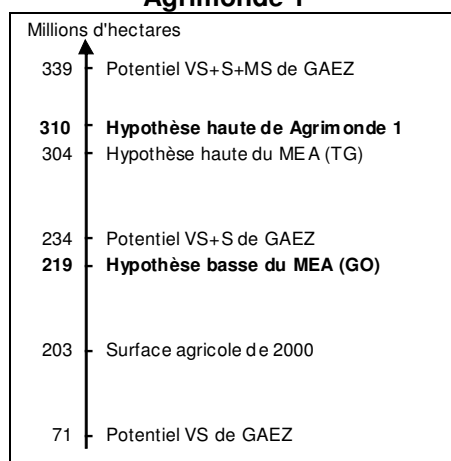 Agrimonde 1
Millions d'hectares
339 Potentiel VS+S+MS de GAEZ
310 Hypothèse haute de Agrimonde 1
304 Hypothèse haute du MEA (TG)
234 Potentiel VS+S de GAEZ
219 Hypothèse basse du MEA (GO)
203 Surface agricole de 2000
71 Potentiel VS de GAEZ